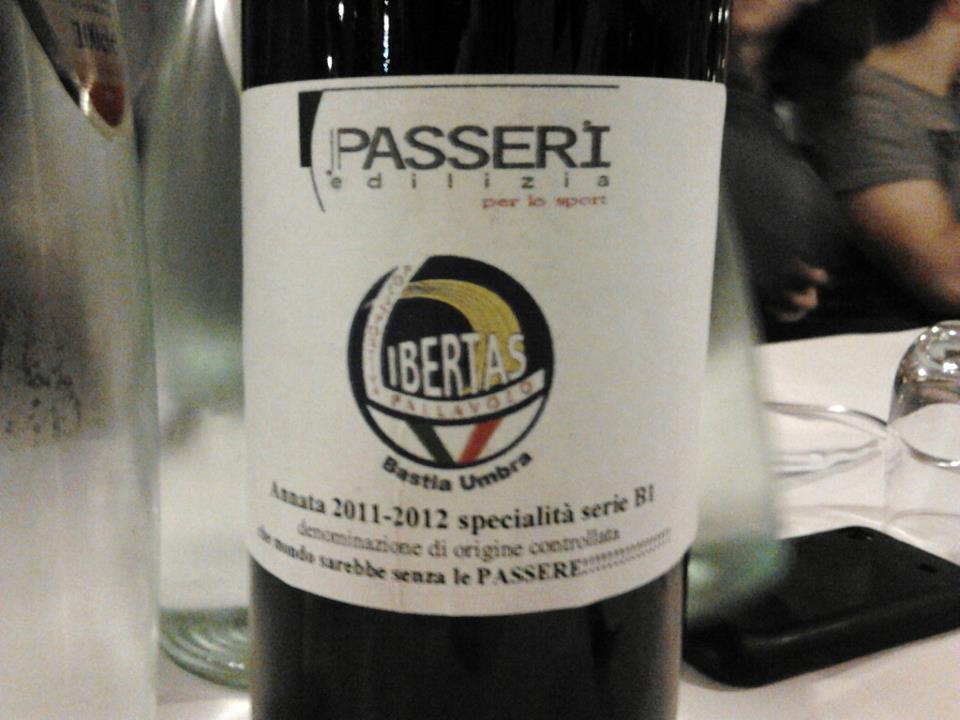 PASSERI
edilizia
per lo sport
IBERTAS
PALLAVOLO
Bastia Umbra
Annata 2011-2012 specialità serie B1
denominazione di origine controllata
che mondo sarebbe senza le PASSERE